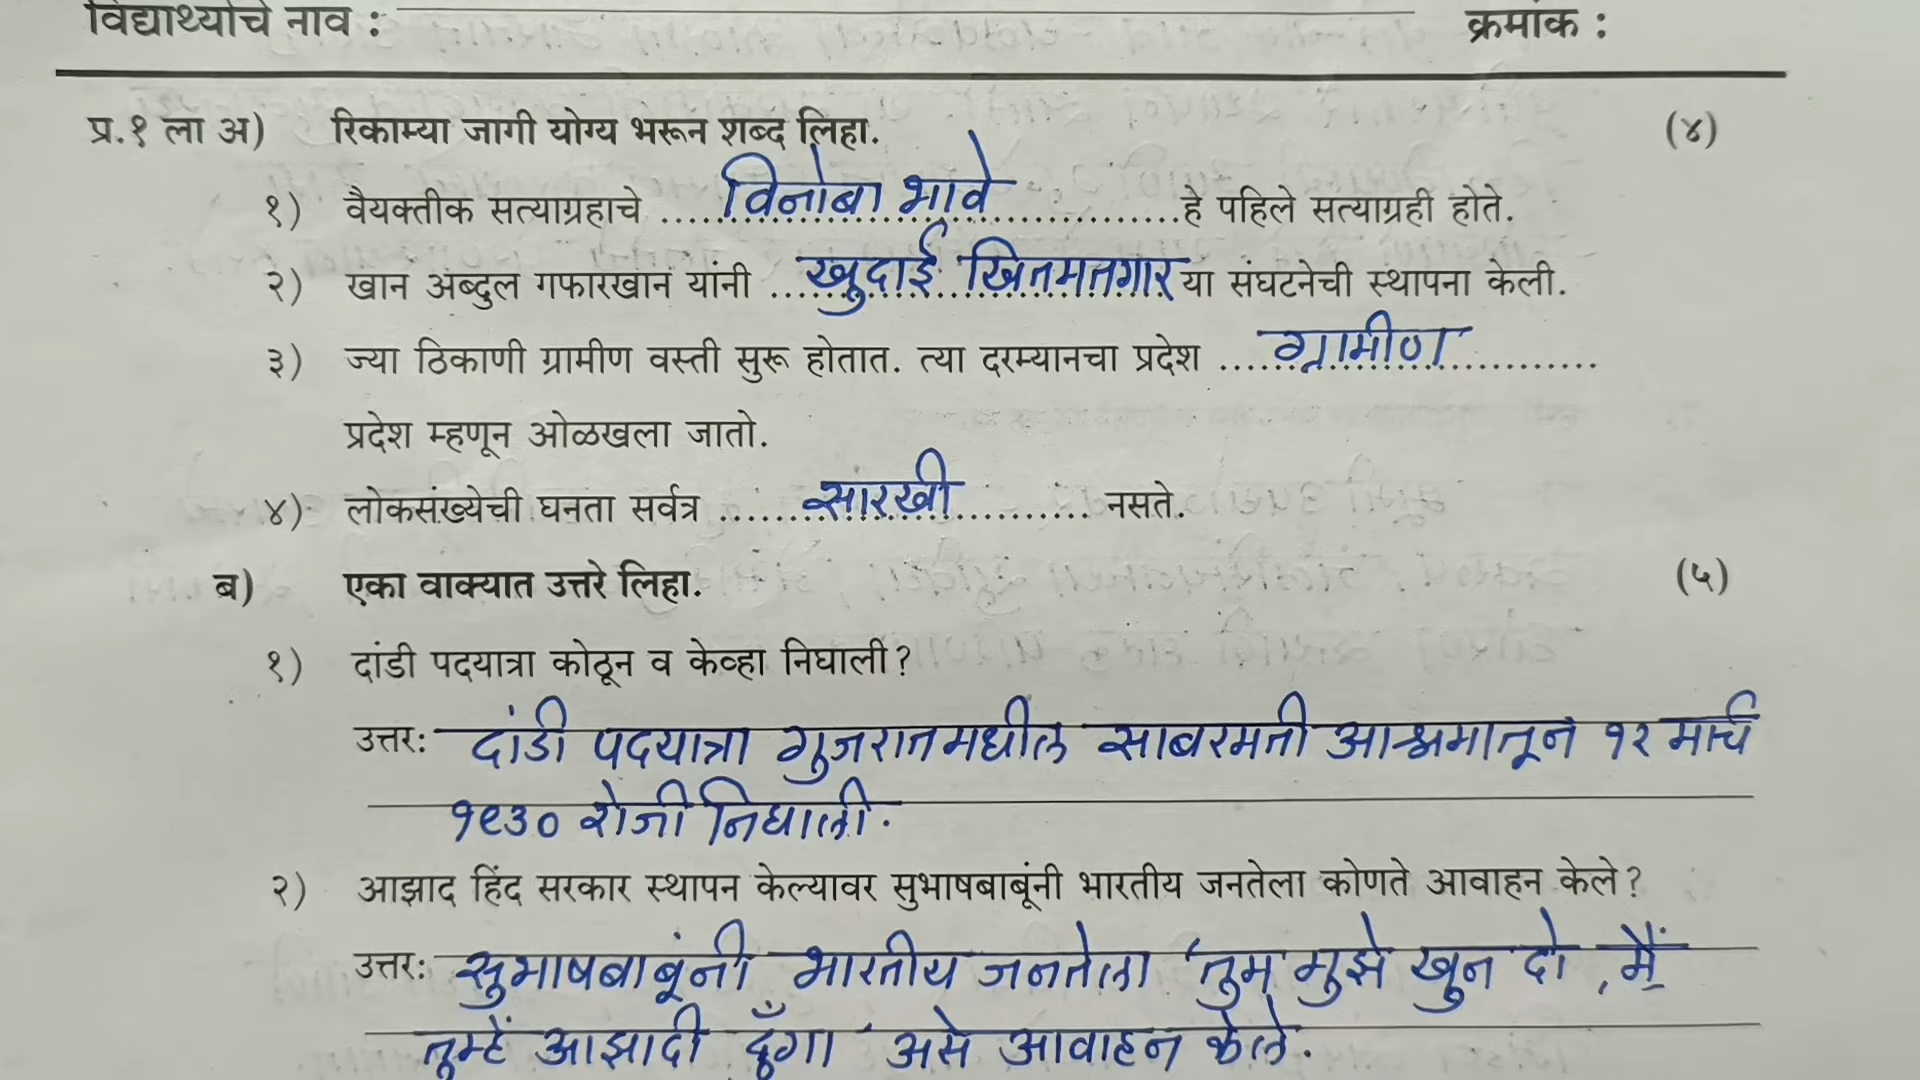 विद्यार्थ्याचे नाव : क्रमांक :
प्र.१ ला अ) रिकाम्या जागी योग्य भरून शब्द लिहा. (४)
१) वैयक्तीक सत्याग्रहाचे ..... विनोबा भावे ..... हे पहिले सत्याग्रही होते.
२) खान अब्दुल गफारखान यांनी ..... खुदाई खितमतगार या संघटनेची स्थापना केली.
३) ज्या ठिकाणी ग्रामीण वस्ती सुरू होतात. त्या दरम्यानचा प्रदेश ..... ग्रामीण .....
प्रदेश म्हणून ओळखला जातो.
४) लोकसंख्येची घनता सर्वत्र ..... सारखी ..... नसते.
ब) एका वाक्यात उत्तरे लिहा. (५)
१) दांडी पदयात्रा कोठून व केव्हा निघाली?
उत्तर: दांडी पदयात्रा गुजरातमधील साबरमती आश्रमातून १२ मार्च
१९३० रोजी निघाली.
२) आझाद हिंद सरकार स्थापन केल्यावर सुभाषबाबूंनी भारतीय जनतेला कोणते आवाहन केले?
उत्तर: सुभाषबाबूंनी भारतीय जनतेला 'तुम मुझे खुन दो, मैं
तुम्हें आझादी दूँगा' असे आवाहन केले.